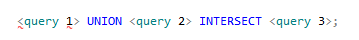 <query 1> UNION <query 2> INTERSECT <query 3>;